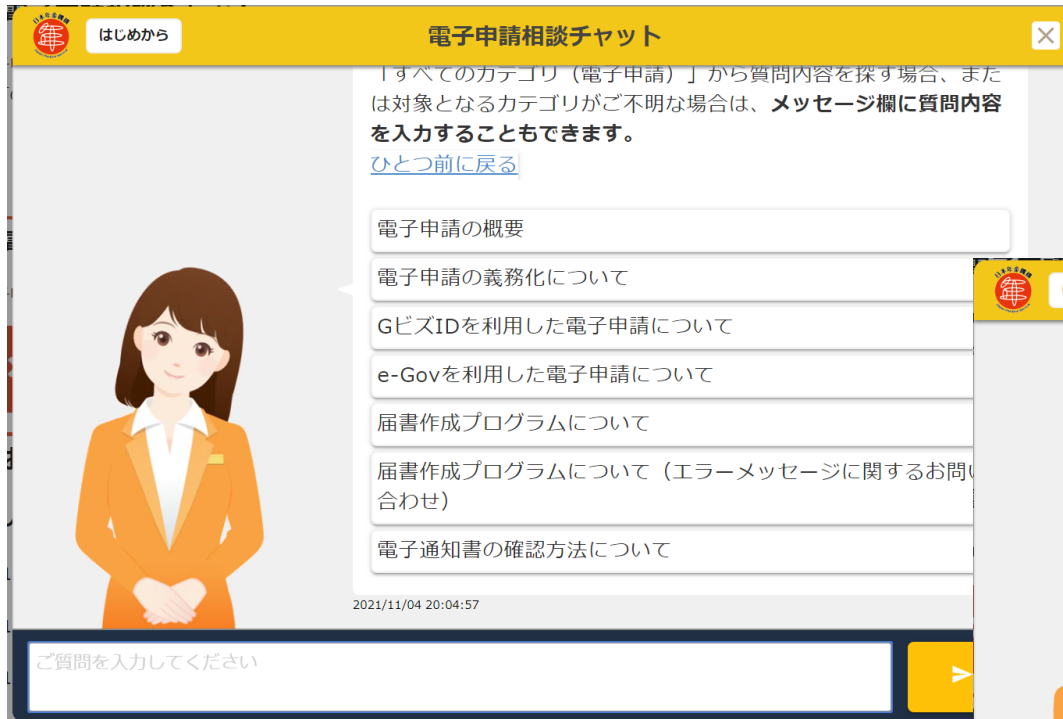 はじめから
電子申請相談チャット
「すべてのカテゴリ（電子申請）」から質問内容を探す場合、また
は対象となるカテゴリがご不明な場合は、メッセージ欄に質問内容
を入力することもできます。
ひとつ前に戻る
電子申請の概要
電子申請の義務化について
GビズIDを利用した電子申請について
e-Govを利用した電子申請について
届書作成プログラムについて
届書作成プログラムについて（エラーメッセージに関するお問い
合わせ）
電子通知書の確認方法について
2021/11/04 20:04:57
ご質問を入力してください